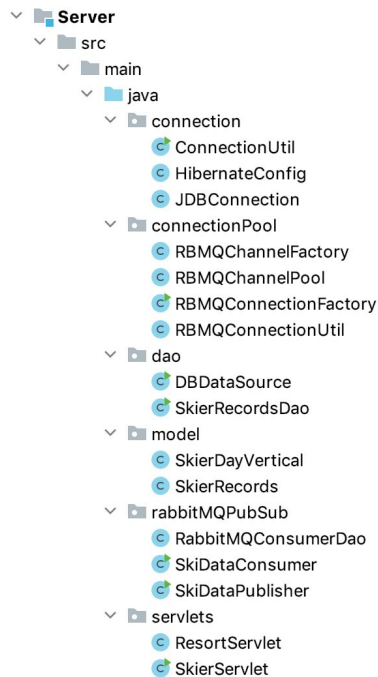 Server
src
main
java
connection
ConnectionUtil
HibernateConfig
JDBConnection
connectionPool
RBMQChannelFactory
RBMQChannelPool
RBMQConnectionFactory
RBMQConnectionUtil
dao
DBDataSource
SkierRecordsDao
model
SkierDayVertical
SkierRecords
rabbitMQPubSub
RabbitMQConsumerDao
SkiDataConsumer
SkiDataPublisher
servlets
ResortServlet
SkierServlet